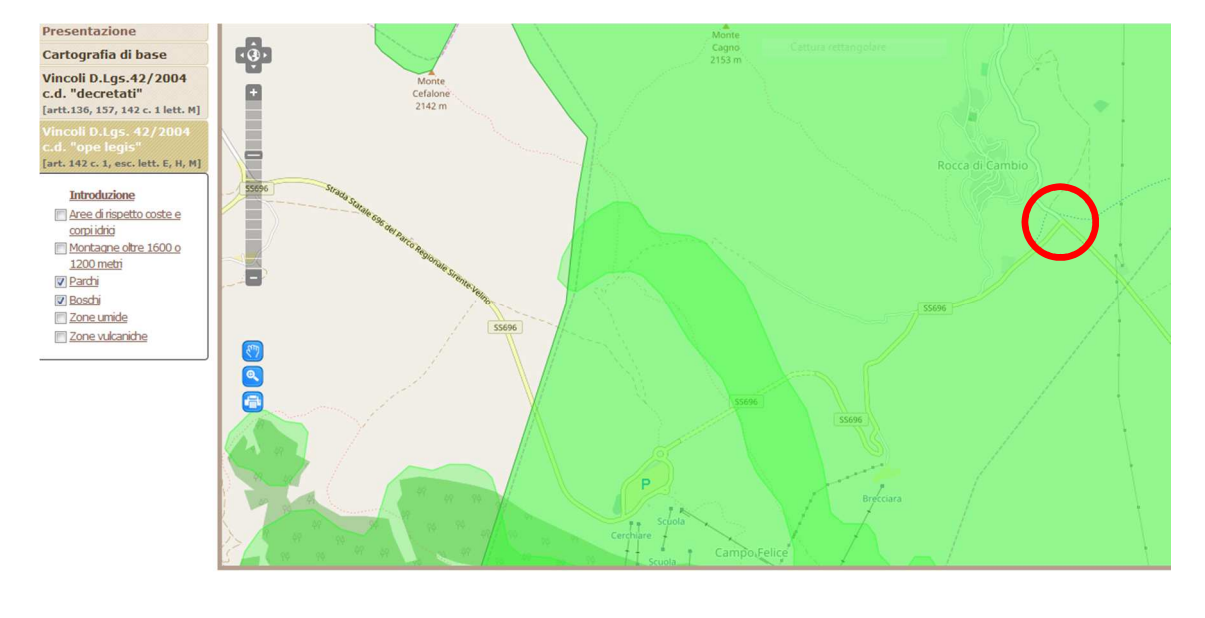 Presentazione
Cartografia di base
Vincoli D.Lgs.42/2004
c.d. "decretati"
[artt.136, 157, 142 c. 1 lett. M]
Vincoli D.Lgs. 42/2004
c.d. "ope legis"
[art. 142 c. 1, esc. lett. E, H, M]
Introduzione
Aree di rispetto coste e
corpi idrici
Montagne oltre 1600 o
1200 metri
Parchi
Boschi
Zone umide
Zone vulcaniche
Monte
Cagno
2153 m
Cattura rettangolare
Monte
Cefalone
2142 m
Rocca di Cambio
SS696
Strada Statale 696 del Parco Regionale Sirente-Velino
SS696
SS696
SS696
SS696
P
Brecciara
Scuola
Cerchiare
Campo Felice
Scuola